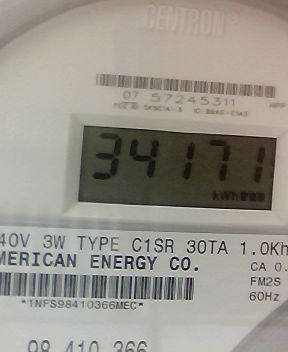 CENTRON®
07 57245311
34171
kWh
40V 3W TYPE C1SR 30TA 1.0Kh
MERICAN ENERGY CO.
CA 0.
FM2S
60Hz
*1NFS98410366MEC*
98 410 366